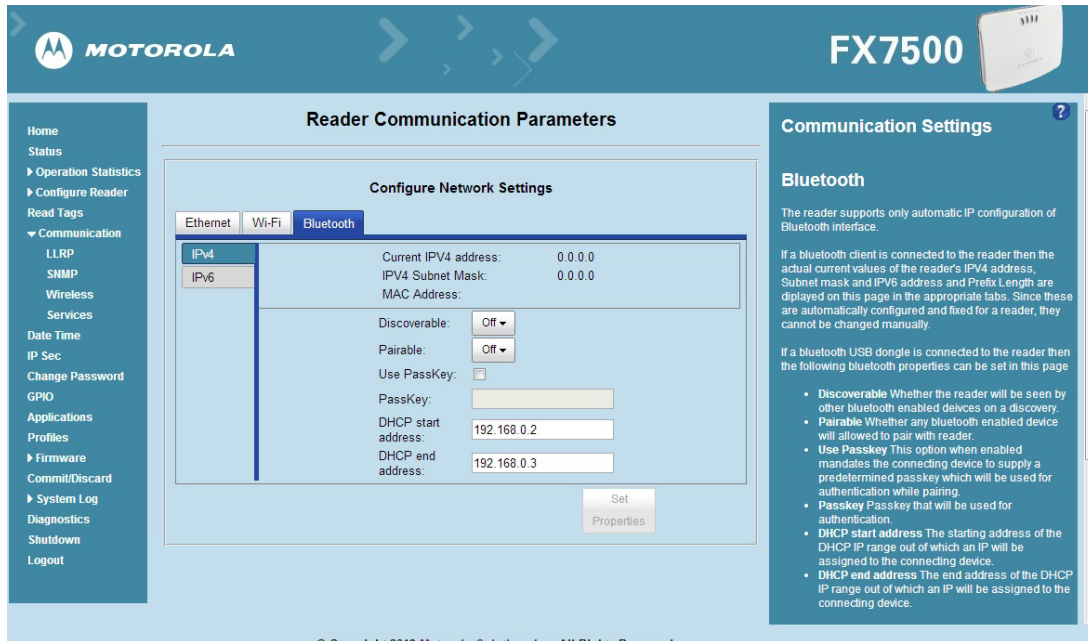 MOTOROLA
FX7500
Home
Status
Operation Statistics
Configure Reader
Read Tags
Communication
LLRP
SNMP
Wireless
Services
Date Time
IP Sec
Change Password
GPIO
Applications
Profiles
Firmware
Commit/Discard
System Log
Diagnostics
Shutdown
Logout
Reader Communication Parameters
Configure Network Settings
Ethernet Wi-Fi Bluetooth
IPv4
IPv6
Current IPV4 address: 0.0.0.0
IPV4 Subnet Mask: 0.0.0.0
MAC Address:
Discoverable: Off
Pairable: Off
Use PassKey:
PassKey:
DHCP start
address: 192.168.0.2
DHCP end
address: 192.168.0.3
Set
Properties
?
Communication Settings
Bluetooth
The reader supports only automatic IP configuration of
Bluetooth interface.
If a bluetooth client is connected to the reader then the
actual current values of the reader's IPV4 address,
Subnet mask and IPV6 address and Prefix Length are
diplayed on this page in the appropriate tabs. Since these
are automatically configured and fixed for a reader, they
cannot be changed manually.
If a bluetooth USB dongle is connected to the reader then
the following bluetooth properties can be set in this page
• Discoverable Whether the reader will be seen by
other bluetooth enabled deivces on a discovery.
• Pairable Whether any bluetooth enabled device
will allowed to pair with reader.
• Use Passkey This option when enabled
mandates the connecting device to supply a
predetermined passkey which will be used for
authentication while pairing.
• Passkey Passkey that will be used for
authentication.
• DHCP start address The starting address of the
DHCP IP range out of which an IP will be
assigned to the connecting device.
• DHCP end address The end address of the DHCP
IP range out of which an IP will be assigned to the
connecting device.